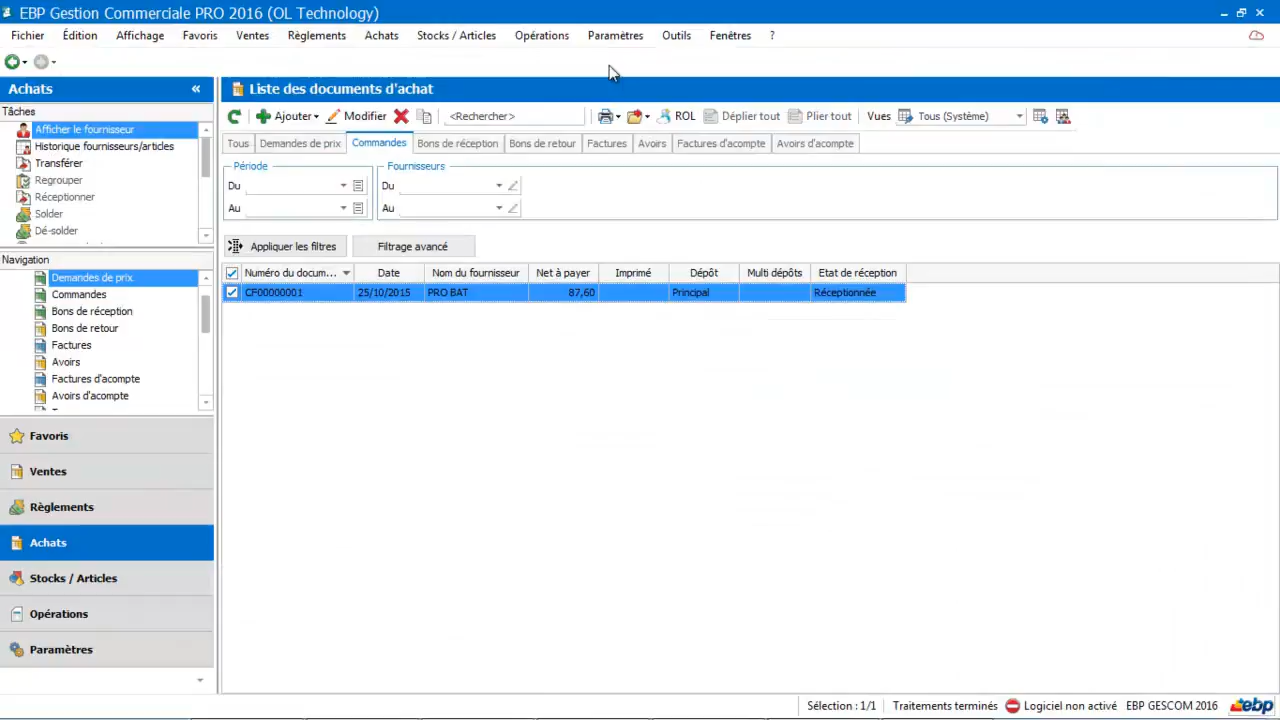 EBP Gestion Commerciale PRO 2016 (OL Technology)
Fichier Édition Affichage Favoris Ventes Règlements Achats Stocks / Articles Opérations Paramètres Outils Fenêtres ?
Achats «
Liste des documents d'achat
Tâches
Ajouter Modifier <Rechercher> ROL Déplier tout Plier tout Vues Tous (Système)
Afficher le fournisseur
Historique fournisseurs/articles
Transférer
Regrouper
Réceptionner
Solder
Dé-solder
Tous Demandes de prix Commandes Bons de réception Bons de retour Factures Avoirs Factures d'acompte Avoirs d'acompte
Période Fournisseurs
Du Du
Au Au
Appliquer les filtres Filtrage avancé
Numéro du docum... Date Nom du fournisseur Net à payer Imprimé Dépôt Multi dépôts Etat de réception
CF00000001 25/10/2015 PRO BAT 87,60 Principal Réceptionnée
Navigation
Demandes de prix
Commandes
Bons de réception
Bons de retour
Factures
Avoirs
Factures d'acompte
Avoirs d'acompte
Favoris
Ventes
Règlements
Achats
Stocks / Articles
Opérations
Paramètres
Sélection : 1/1 Traitements terminés Logiciel non activé EBP GESCOM 2016 ebp